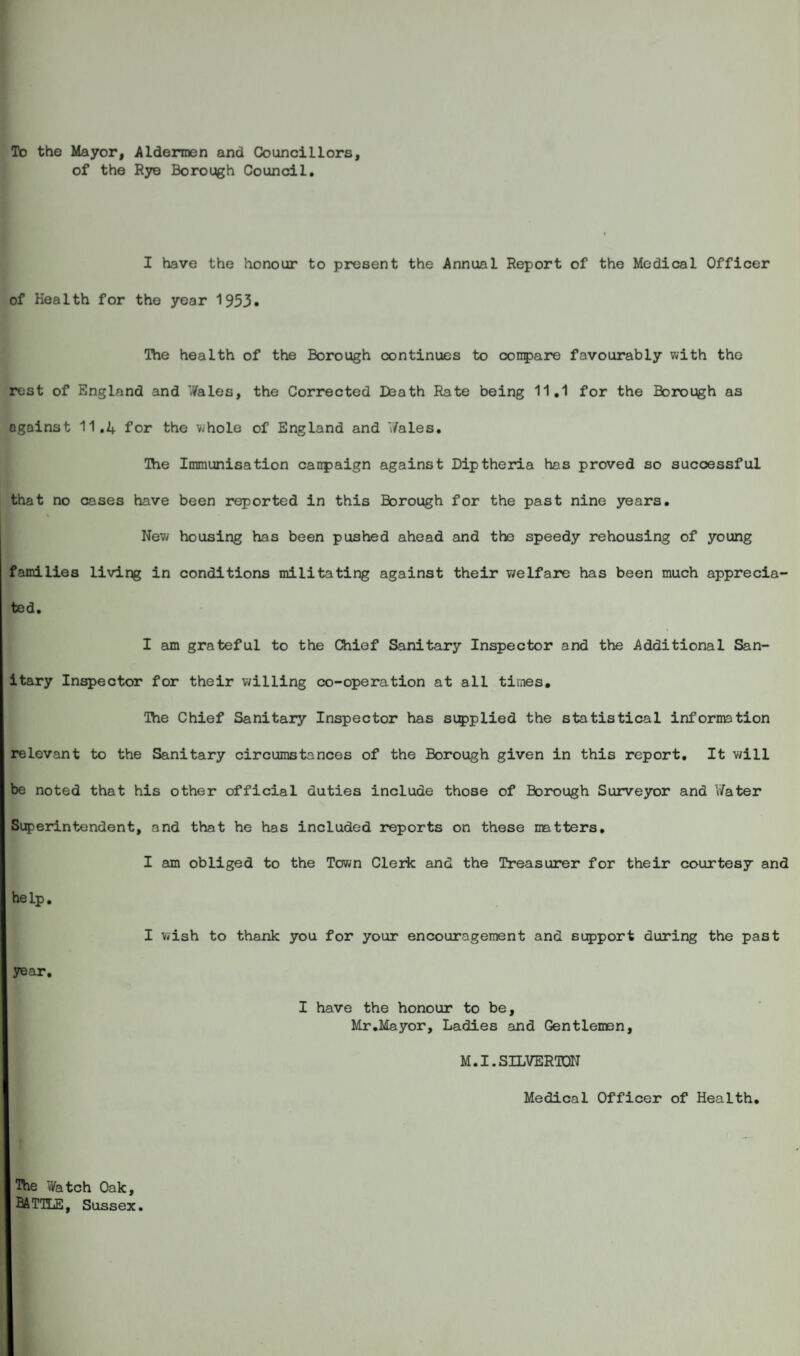 To the Mayor, Aldermen and Councillors,
of the Rye Borough Council.
I have the honour to present the Annual Report of the Medical Officer
of Health for the year 1953.
The health of the Borough continues to compare favourably with the
rest of England and Wales, the Corrected Death Rate being 11.1 for the Borough as
against 11.4 for the whole of England and Wales.
The Immunisation campaign against Diptheria has proved so successful
that no cases have been reported in this Borough for the past nine years.
New housing has been pushed ahead and the speedy rehousing of young
families living in conditions militating against their welfare has been much apprecia-
ted.
I am grateful to the Chief Sanitary Inspector and the Additional San-
itary Inspector for their willing co-operation at all times.
The Chief Sanitary Inspector has supplied the statistical information
relevant to the Sanitary circumstances of the Borough given in this report. It will
be noted that his other official duties include those of Borough Surveyor and Water
Superintendent, and that he has included reports on these matters.
I am obliged to the Town Clerk and the Treasurer for their courtesy and
help.
I wish to thank you for your encouragement and support during the past
year.
I have the honour to be,
Mr.Mayor, Ladies and Gentlemen,
M.I.SILVERTON
Medical Officer of Health.
The Watch Oak,
BATTLE, Sussex.